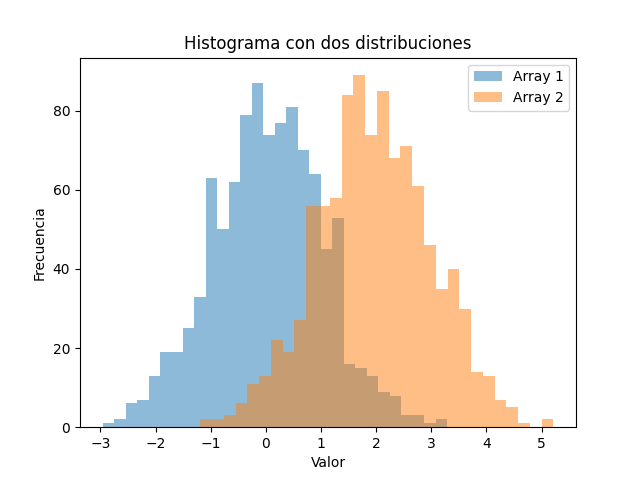 Histograma con dos distribuciones
Array 1
Array 2
Frecuencia
80
60
40
20
0
−3 −2 −1 0 1 2 3 4 5
Valor